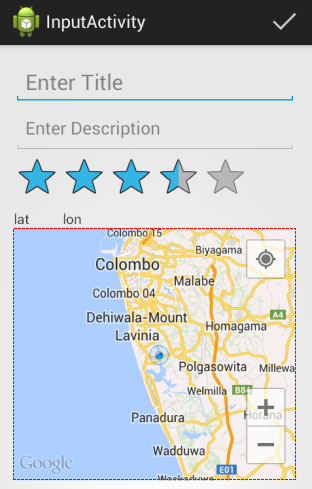 InputActivity
Enter Title
Enter Description
lat lon
Colombo 15
Biyagama
Colombo
Malabe
Colombo 04
A4
Dehiwala-Mount
Lavinia
Homagama
Polgasowita
Millewa
Welmilla
B84
Horana
Panadura
Wadduwa
E01
Google
Waskaduwa